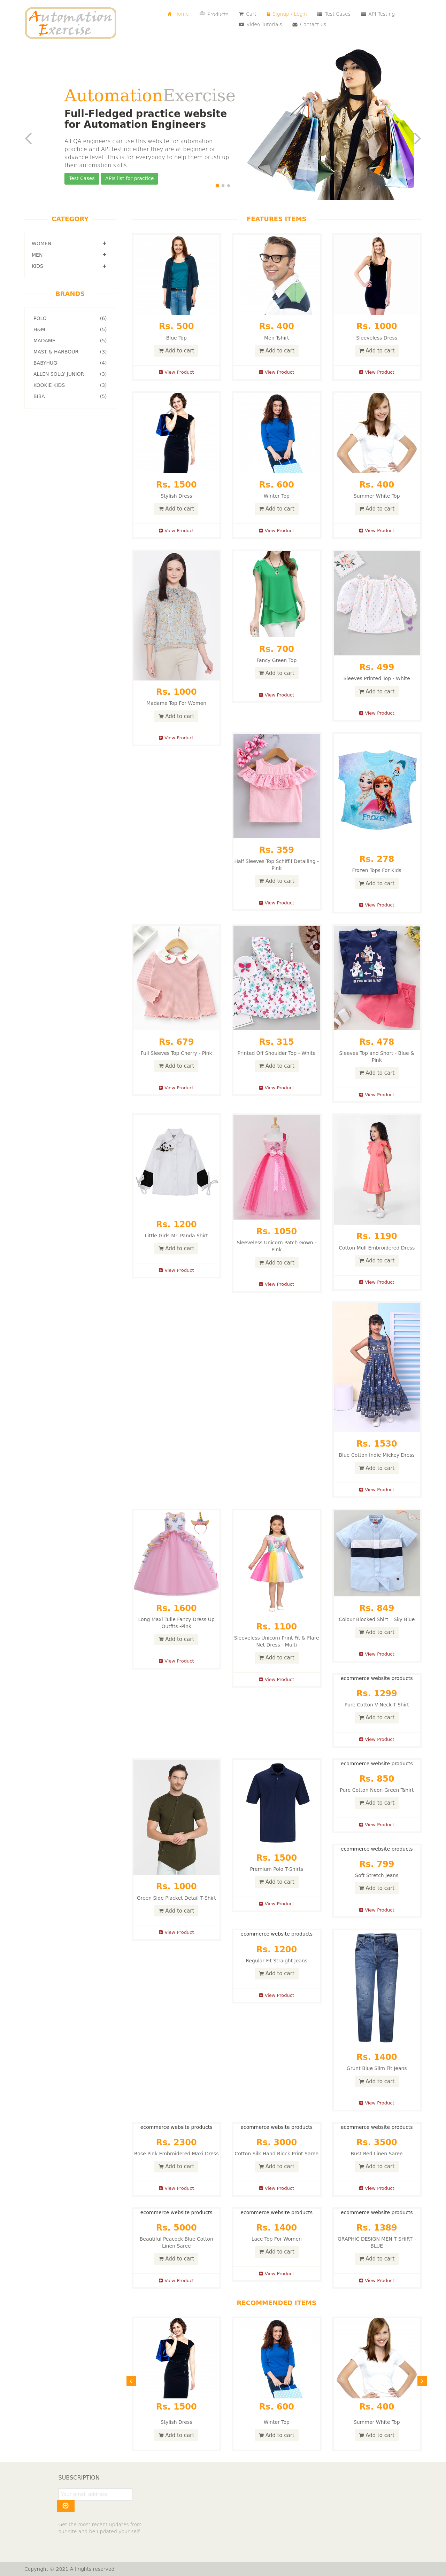 Automation
Exercise
Home
Products
Cart
Signup / Login
Test Cases
API Testing
Video Tutorials
Contact us
AutomationExercise
Full-Fledged practice website
for Automation Engineers
All QA engineers can use this website for automation
practice and API testing either they are at beginner or
advance level. This is for everybody to help them brush up
their automation skills.
Test Cases
APIs list for practice
CATEGORY
WOMEN
MEN
KIDS
BRANDS
POLO (6)
H&M (5)
MADAME (5)
MAST & HARBOUR (3)
BABYHUG (4)
ALLEN SOLLY JUNIOR (3)
KOOKIE KIDS (3)
BIBA (5)
FEATURES ITEMS
Rs. 500
Blue Top
Add to cart
View Product
Rs. 400
Men Tshirt
Add to cart
View Product
Rs. 1000
Sleeveless Dress
Add to cart
View Product
Rs. 1500
Stylish Dress
Add to cart
View Product
Rs. 600
Winter Top
Add to cart
View Product
Rs. 400
Summer White Top
Add to cart
View Product
Rs. 1000
Madame Top For Women
Add to cart
View Product
Rs. 700
Fancy Green Top
Add to cart
View Product
Rs. 499
Sleeves Printed Top - White
Add to cart
View Product
Rs. 359
Half Sleeves Top Schiffli Detailing -
Pink
Add to cart
View Product
FROZEN
Rs. 278
Frozen Tops For Kids
Add to cart
View Product
Rs. 679
Full Sleeves Top Cherry - Pink
Add to cart
View Product
Rs. 315
Printed Off Shoulder Top - White
Add to cart
View Product
Rs. 478
Sleeves Top and Short - Blue &
Pink
Add to cart
View Product
Rs. 1200
Little Girls Mr. Panda Shirt
Add to cart
View Product
Rs. 1050
Sleeveless Unicorn Patch Gown -
Pink
Add to cart
View Product
Rs. 1190
Cotton Mull Embroidered Dress
Add to cart
View Product
Rs. 1530
Blue Cotton Indie Mickey Dress
Add to cart
View Product
Rs. 1600
Long Maxi Tulle Fancy Dress Up
Outfits -Pink
Add to cart
View Product
Rs. 1100
Sleeveless Unicorn Print Fit & Flare
Net Dress - Multi
Add to cart
View Product
Rs. 849
Colour Blocked Shirt – Sky Blue
Add to cart
View Product
ecommerce website products
Rs. 1299
Pure Cotton V-Neck T-Shirt
Add to cart
View Product
Rs. 1000
Green Side Placket Detail T-Shirt
Add to cart
View Product
Rs. 1500
Premium Polo T-Shirts
Add to cart
View Product
ecommerce website products
Rs. 850
Pure Cotton Neon Green Tshirt
Add to cart
View Product
ecommerce website products
Rs. 799
Soft Stretch Jeans
Add to cart
View Product
ecommerce website products
Rs. 1200
Regular Fit Straight Jeans
Add to cart
View Product
Rs. 1400
Grunt Blue Slim Fit Jeans
Add to cart
View Product
ecommerce website products
Rs. 2300
Rose Pink Embroidered Maxi Dress
Add to cart
View Product
ecommerce website products
Rs. 3000
Cotton Silk Hand Block Print Saree
Add to cart
View Product
ecommerce website products
Rs. 3500
Rust Red Linen Saree
Add to cart
View Product
ecommerce website products
Rs. 5000
Beautiful Peacock Blue Cotton
Linen Saree
Add to cart
View Product
ecommerce website products
Rs. 1400
Lace Top For Women
Add to cart
View Product
ecommerce website products
Rs. 1389
GRAPHIC DESIGN MEN T SHIRT -
BLUE
Add to cart
View Product
RECOMMENDED ITEMS
Rs. 1500
Stylish Dress
Add to cart
Rs. 600
Winter Top
Add to cart
Rs. 400
Summer White Top
Add to cart
SUBSCRIPTION
Your email address
Get the most recent updates from
our site and be updated your self...
Copyright © 2021 All rights reserved